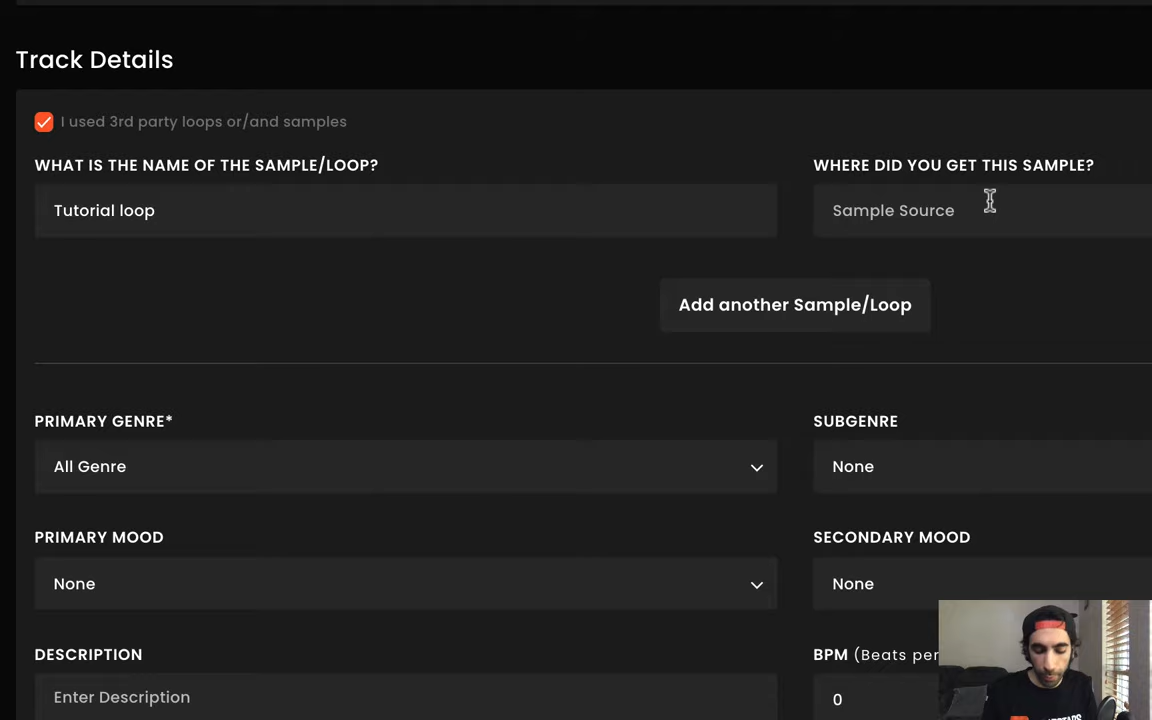 Track Details
I used 3rd party loops or/and samples
WHAT IS THE NAME OF THE SAMPLE/LOOP?
WHERE DID YOU GET THIS SAMPLE?
Tutorial loop
Sample Source
Add another Sample/Loop
PRIMARY GENRE*
SUBGENRE
All Genre
None
PRIMARY MOOD
SECONDARY MOOD
None
None
DESCRIPTION
BPM (Beats per
Enter Description
0